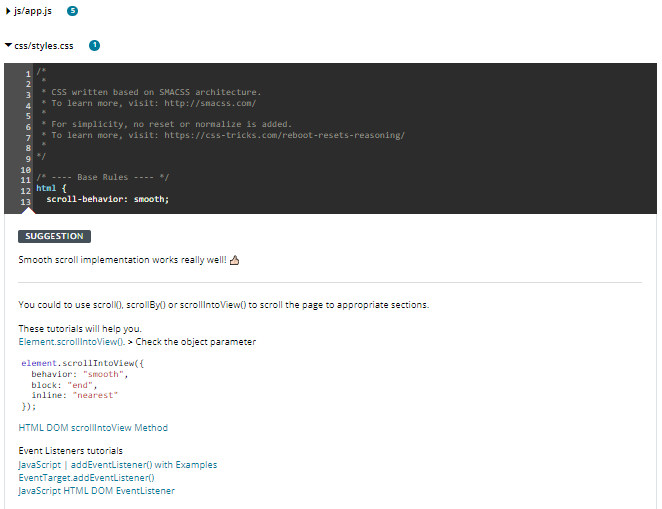 js/app.js 5
css/styles.css 1
1 /*
2 *
3 * CSS written based on SMACSS architecture.
4 * To learn more, visit: http://smacss.com/
5 *
6 * For simplicity, no reset or normalize is added.
7 * To learn more, visit: https://css-tricks.com/reboot-resets-reasoning/
8 *
9 */
10
11 /* ---- Base Rules ---- */
12 html {
13 scroll-behavior: smooth;
SUGGESTION
Smooth scroll implementation works really well! 👍
You could to use scroll(), scrollBy() or scrollIntoView() to scroll the page to appropriate sections.
These tutorials will help you.
Element.scrollIntoView(). > Check the object parameter
element.scrollIntoView({
behavior: "smooth",
block: "end",
inline: "nearest"
});
HTML DOM scrollIntoView Method
Event Listeners tutorials
JavaScript | addEventListener() with Examples
EventTarget.addEventListener()
JavaScript HTML DOM EventListener